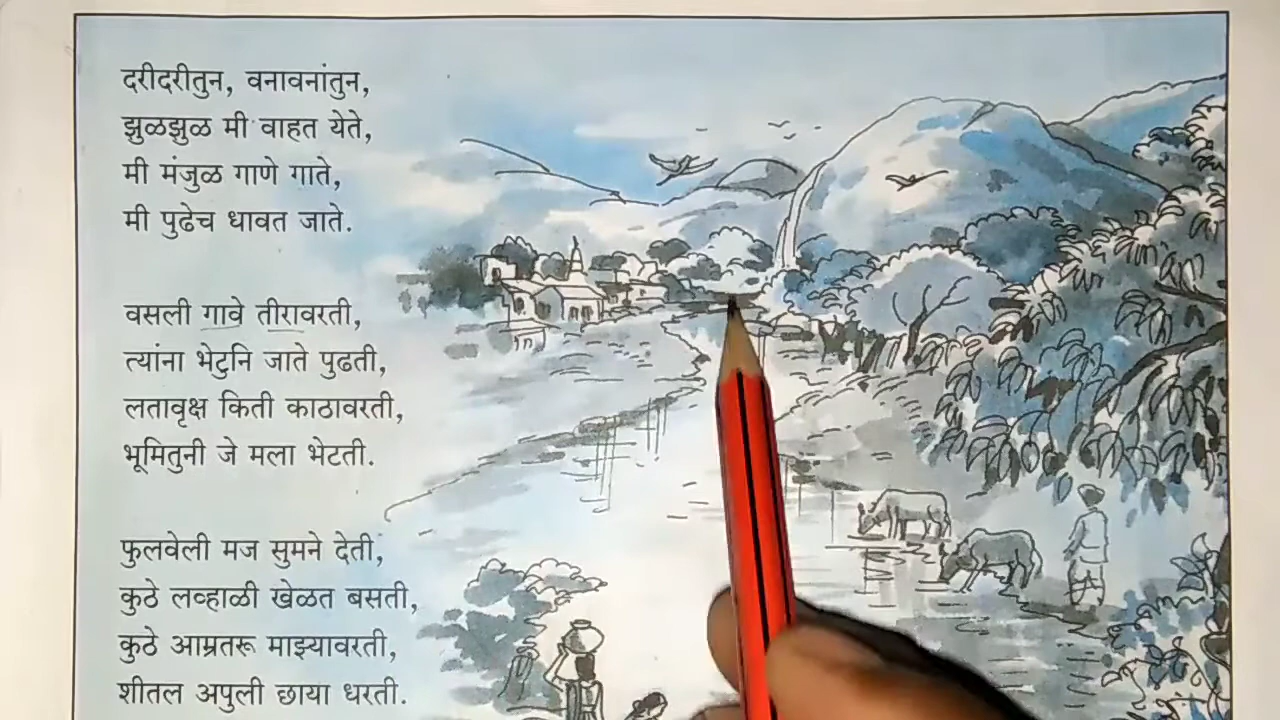 दरीदरीतुन, वनावनांतुन,
झुळझुळ मी वाहत येते,
मी मंजुळ गाणे गाते,
मी पुढेच धावत जाते.
वसली गावे तीरावरती,
त्यांना भेटुनि जाते पुढती,
लतावृक्ष किती काठावरती,
भूमितुनी जे मला भेटती.
फुलवेली मज सुमने देती,
कुठे लव्हाळी खेळत बसती,
कुठे आम्रतरू माझ्यावरती,
शीतल अपुली छाया धरती.